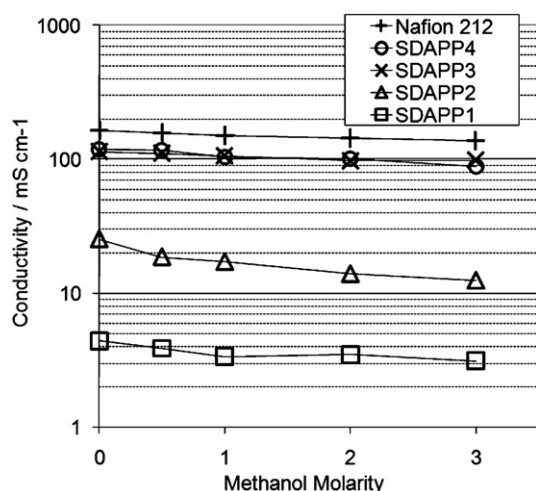 1000
100
10
1
Conductivity / mS cm-1
Nafion 212
SDAPP4
SDAPP3
SDAPP2
SDAPP1
0 1 2 3
Methanol Molarity